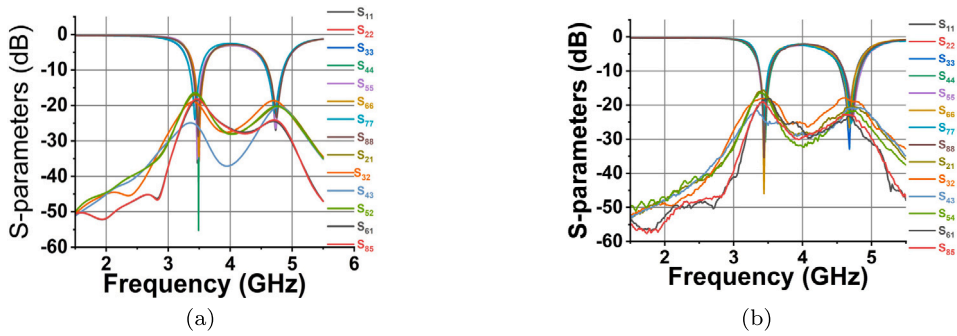 S-parameters (dB)
0
-10
-20
-30
-40
-50
-60
2
3
4
5
6
Frequency (GHz)
S11
S22
S33
S44
S55
S66
S77
S88
S21
S32
S43
S52
S61
S85
(a)
S-parameters (dB)
0
-10
-20
-30
-40
-50
-60
2
3
4
5
Frequency (GHz)
S11
S22
S33
S44
S55
S66
S77
S88
S21
S32
S43
S54
S61
S85
(b)